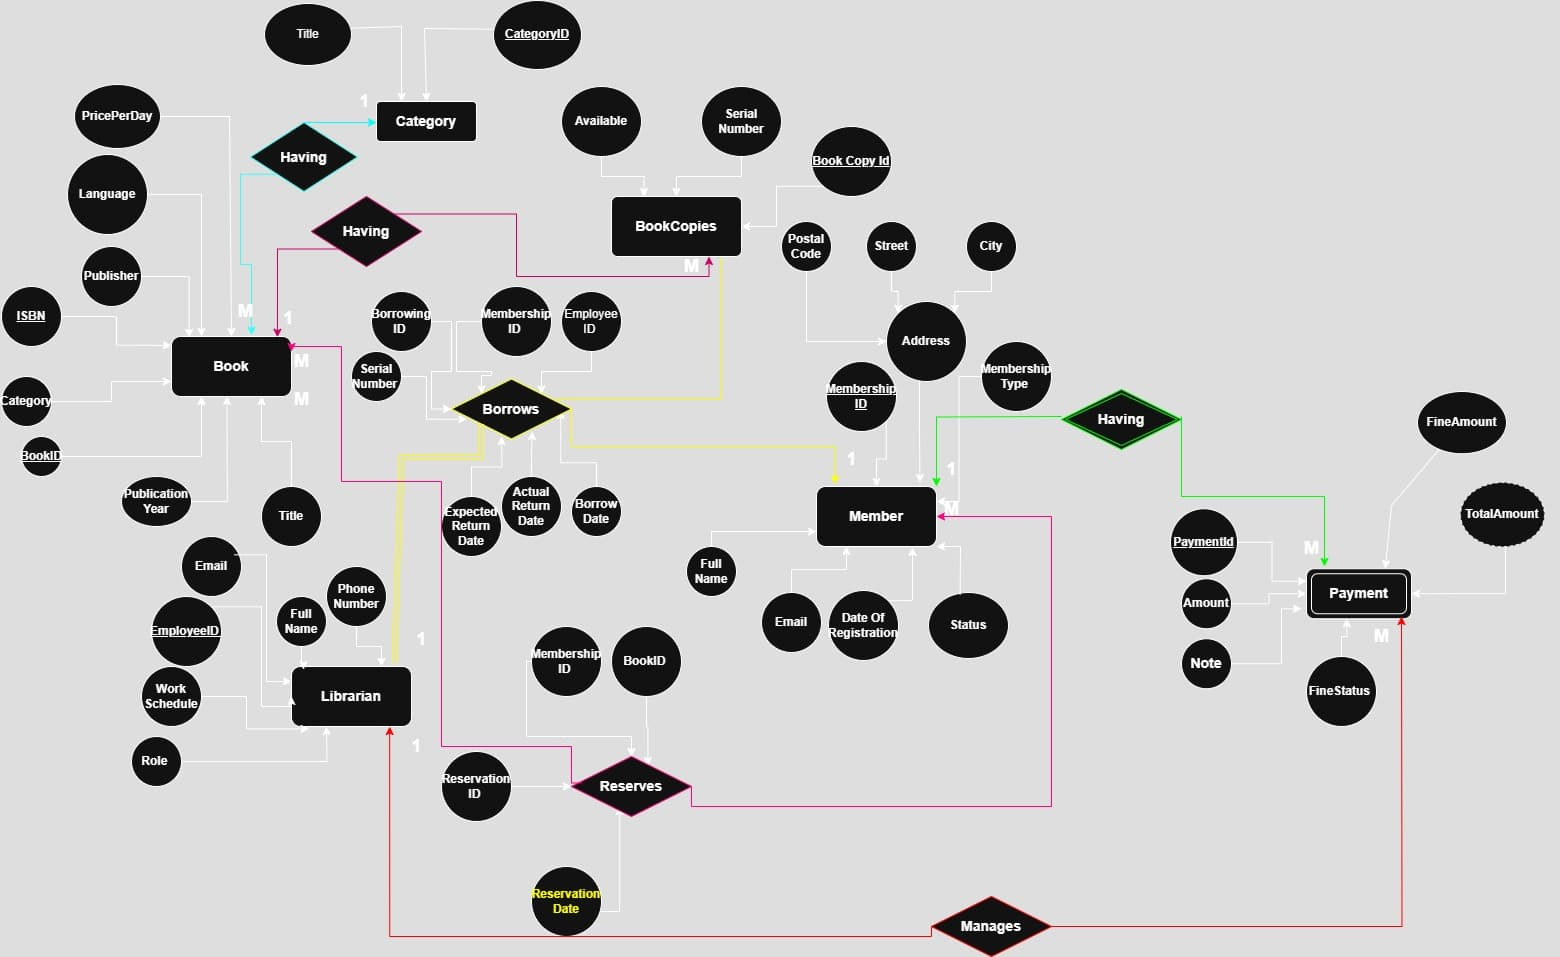 Title
CategoryID
1
Category
PricePerDay
Having
Available
Serial
Number
Book Copy Id
Language
Having
BookCopies
Postal
Code
Street
City
Publisher
M
ISBN
M
1
Borrowing
ID
Membership
ID
Employee
ID
Address
Book
M
Serial
Number
Membership
ID
Membership
Type
Category
M
Borrows
Having
FineAmount
BookID
1
1
Publication
Year
Title
Expected
Return
Date
Actual
Return
Date
Borrow
Date
Member
M
TotalAmount
PaymentId
M
Email
Full
Name
Payment
Phone
Number
Full
Name
EmployeeID
Email
Date Of
Registration
Status
Amount
M
1
Note
FineStatus
Membership
ID
BookID
Work
Schedule
Librarian
1
Role
Reservation
ID
Reserves
Reservation
Date
Manages